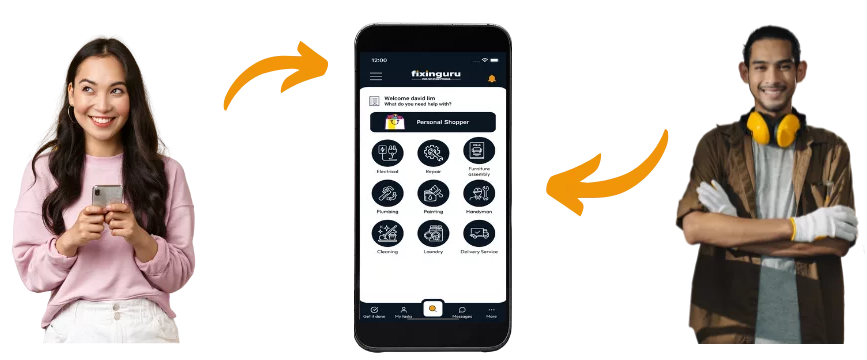 12:00
fixinguru
Welcome david lim
What do you need help with?
Personal Shopper
Electrical
Repair
Furniture
assembly
Plumbing
Painting
Handyman
Cleaning
Laundry
Delivery Service
Get it done
My tasks
Messages
More